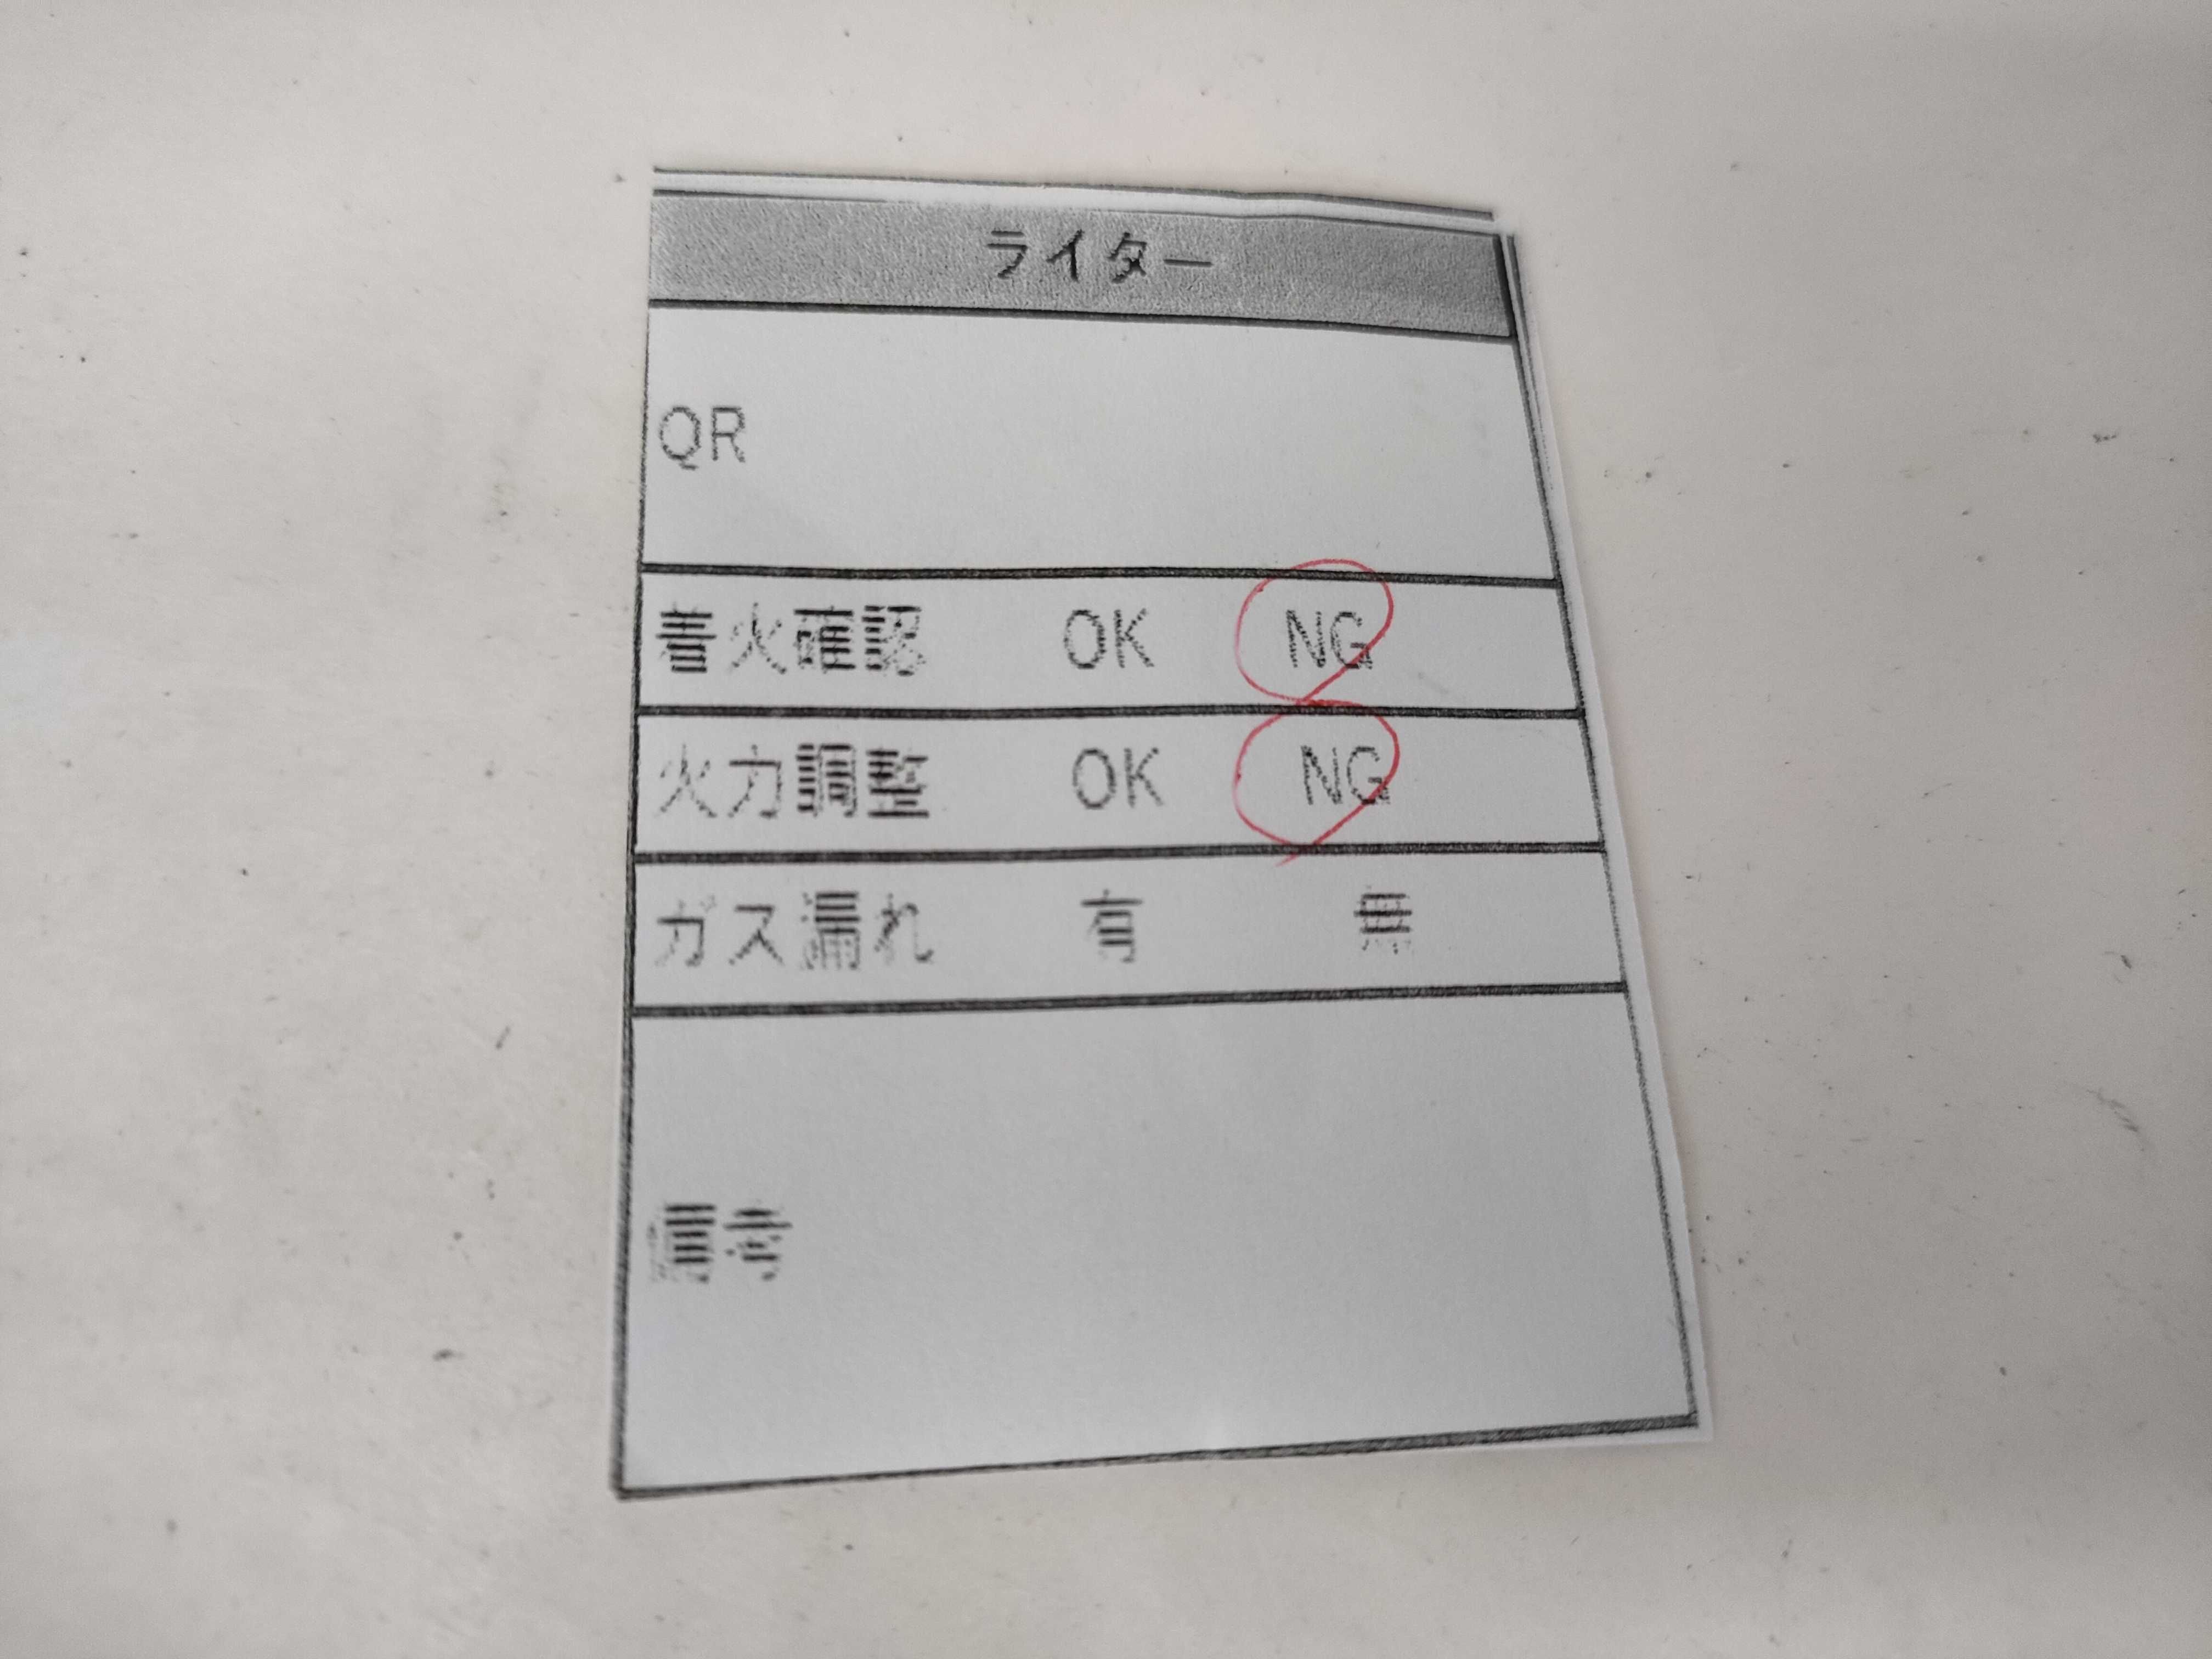 ライター
QR
着火確認 OK NG
火力調整 OK NG
ガス漏れ 有 無
備考